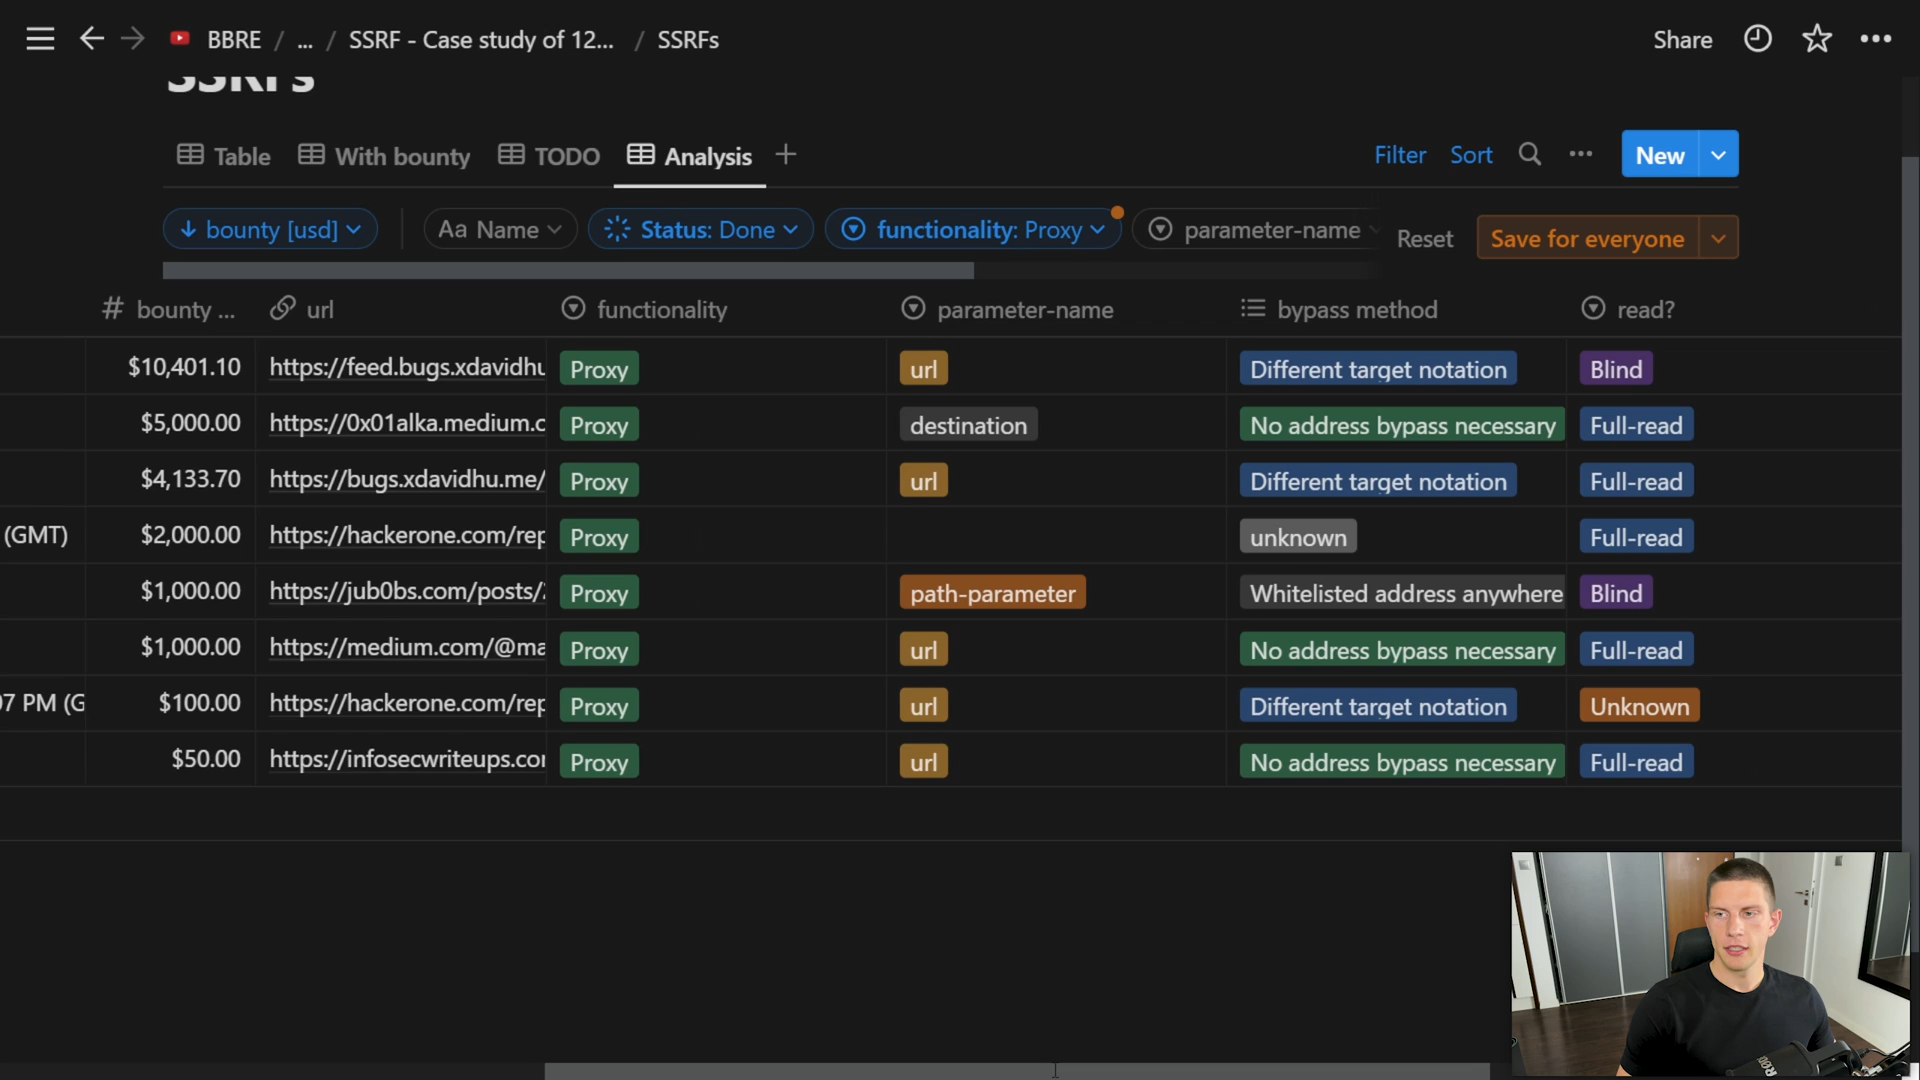 BBRE / ... / SSRF - Case study of 12... / SSRFs
Share
SSRFs
Table With bounty TODO Analysis
Filter Sort New
bounty [usd] Aa Name Status: Done functionality: Proxy parameter-name Reset Save for everyone
# bounty ... url functionality parameter-name bypass method read?
$10,401.10 https://feed.bugs.xdavidhu Proxy url Different target notation Blind
$5,000.00 https://0x01alka.medium.c Proxy destination No address bypass necessary Full-read
$4,133.70 https://bugs.xdavidhu.me/ Proxy url Different target notation Full-read
(GMT) $2,000.00 https://hackerone.com/rep Proxy unknown Full-read
$1,000.00 https://jub0bs.com/posts/2 Proxy path-parameter Whitelisted address anywhere Blind
$1,000.00 https://medium.com/@ma Proxy url No address bypass necessary Full-read
07 PM (G $100.00 https://hackerone.com/rep Proxy url Different target notation Unknown
$50.00 https://infosecwriteups.cor Proxy url No address bypass necessary Full-read